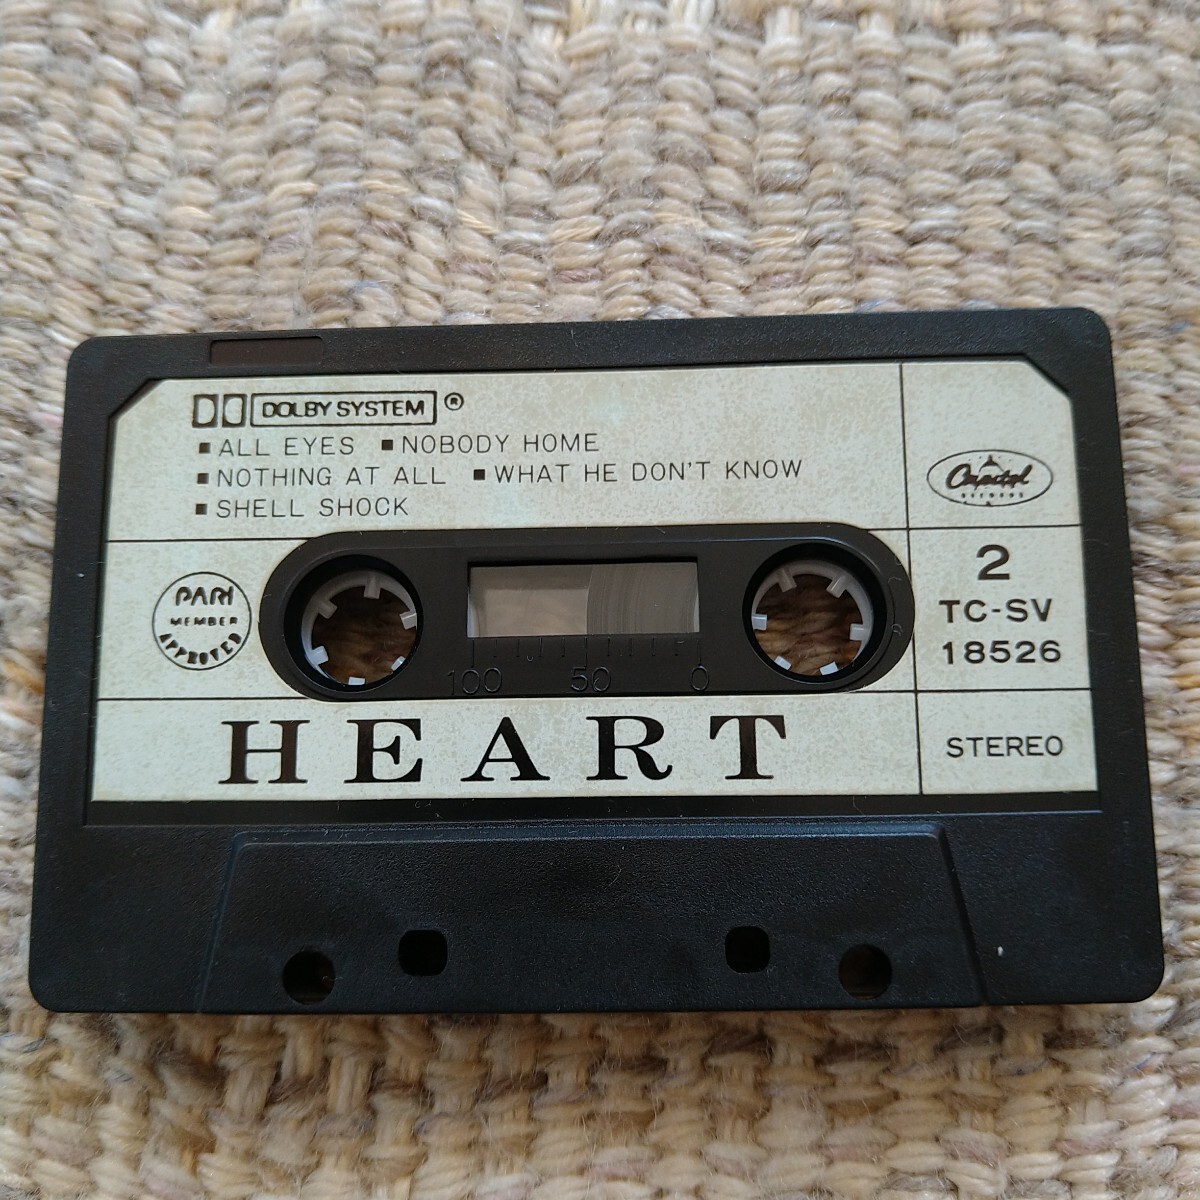 DOLBY SYSTEM ®
■ ALL EYES ■ NOBODY HOME
■ NOTHING AT ALL ■ WHAT HE DON'T KNOW
■ SHELL SHOCK
Capitol
RECORDS
PARI
MEMBER
APPROVED
2
TC-SV
18526
100 50 0
HEART
STEREO